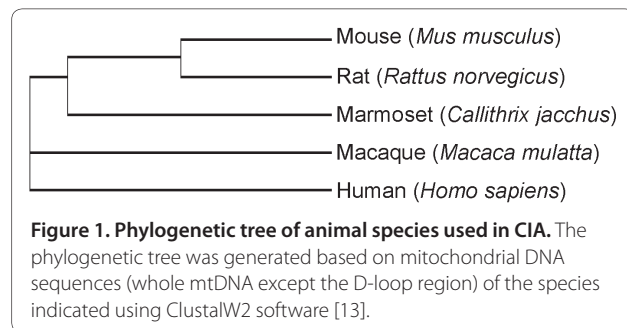 Mouse (Mus musculus)
Rat (Rattus norvegicus)
Marmoset (Callithrix jacchus)
Macaque (Macaca mulatta)
Human (Homo sapiens)
Figure 1. Phylogenetic tree of animal species used in CIA. The
phylogenetic tree was generated based on mitochondrial DNA
sequences (whole mtDNA except the D-loop region) of the species
indicated using ClustalW2 software [13].